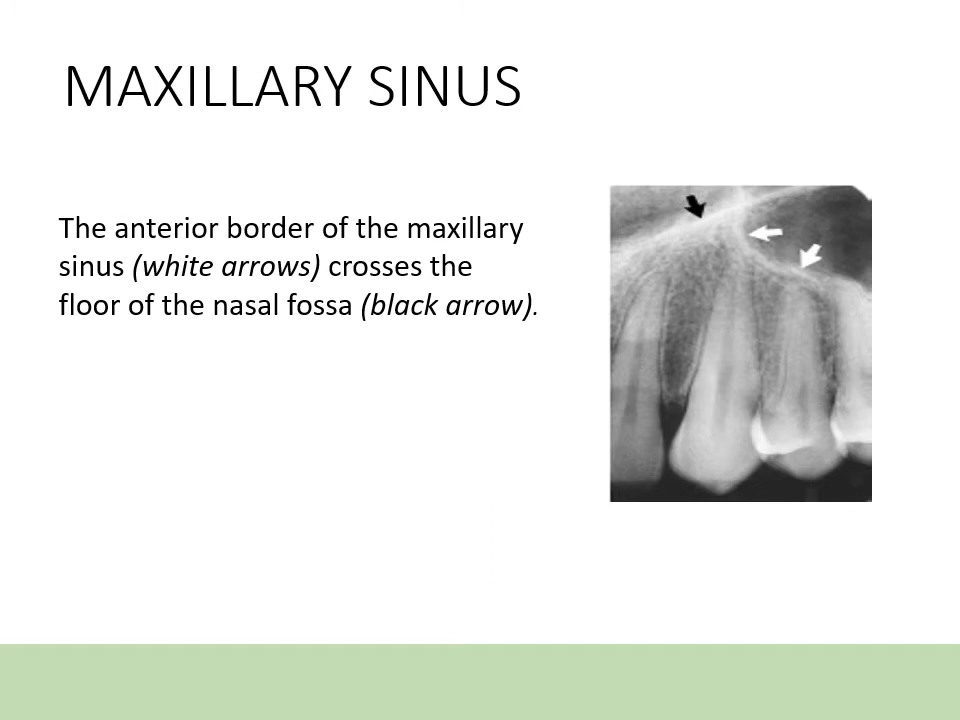 MAXILLARY SINUS
The anterior border of the maxillary
sinus (white arrows) crosses the
floor of the nasal fossa (black arrow).